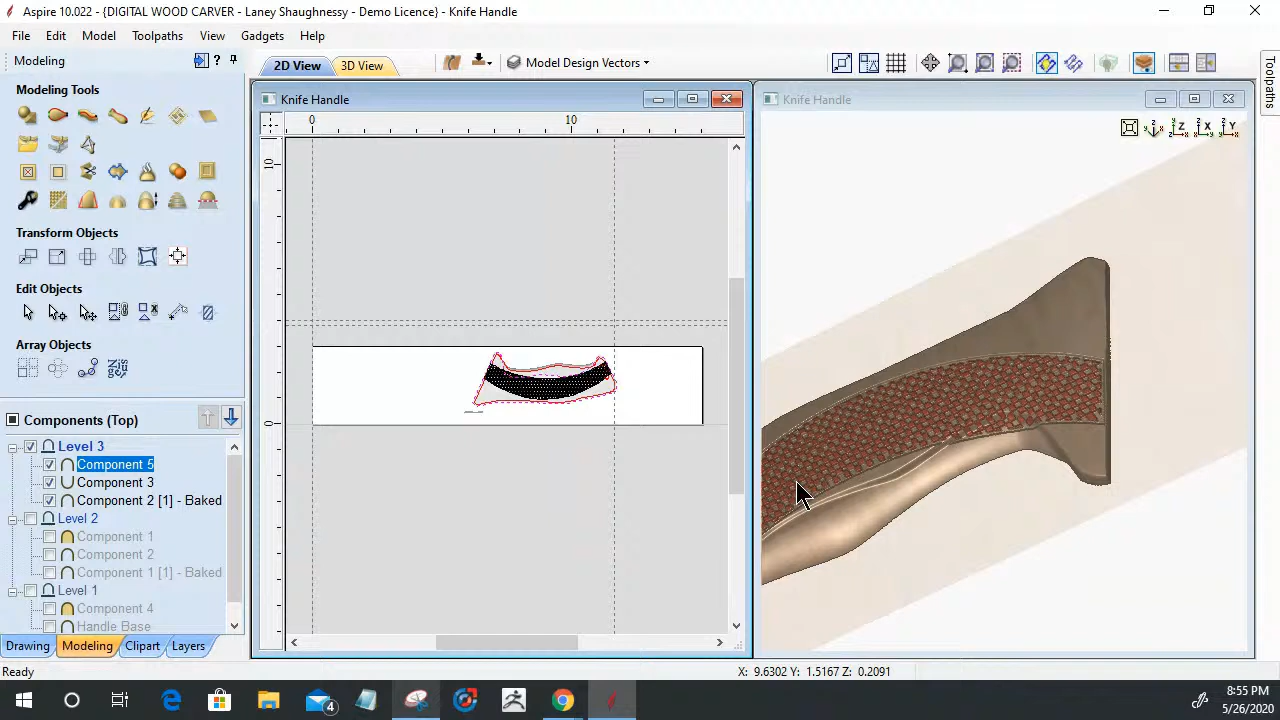 Aspire 10.022 - {DIGITAL WOOD CARVER - Laney Shaughnessy - Demo Licence} - Knife Handle
File Edit Model Toolpaths View Gadgets Help
Modeling
?
2D View
3D View
Model Design Vectors
Toolpaths
Modeling Tools
Knife Handle
Knife Handle
0
10
10
0
Z
X
Y
Transform Objects
Edit Objects
Array Objects
Components (Top)
Level 3
Component 5
Component 3
Component 2 [1] - Baked
Level 2
Component 1
Component 2
Component 1 [1] - Baked
Level 1
Component 4
Handle Base
Drawing Modeling Clipart Layers
Ready
X: 9.6302 Y: 1.5167 Z: 0.2091
4
8:55 PM
5/26/2020